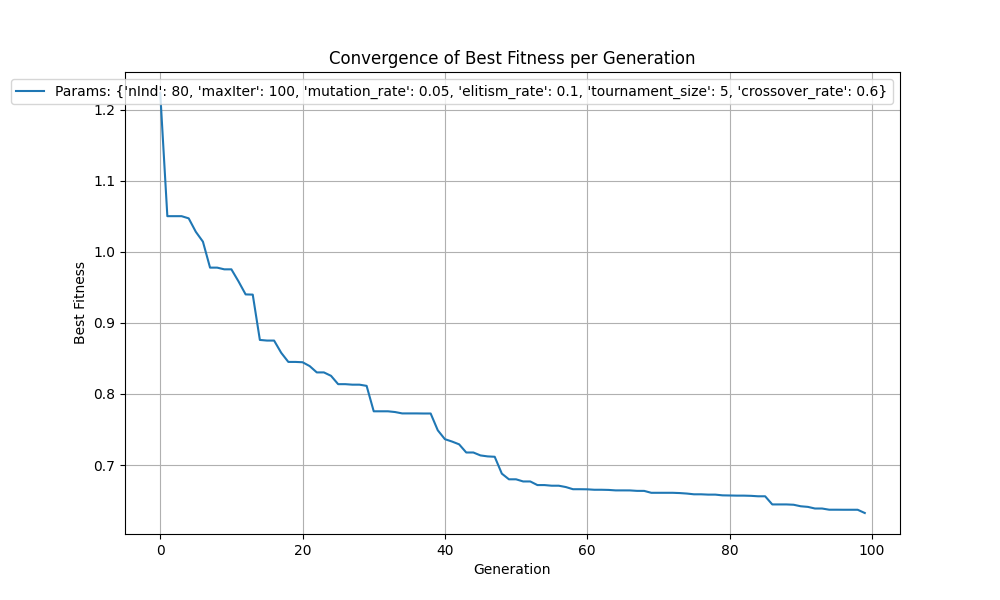 Convergence of Best Fitness per Generation
Params: {'nInd': 80, 'maxIter': 100, 'mutation_rate': 0.05, 'elitism_rate': 0.1, 'tournament_size': 5, 'crossover_rate': 0.6}
1.2
1.1
1.0
0.9
0.8
0.7
Best Fitness
0 20 40 60 80 100
Generation